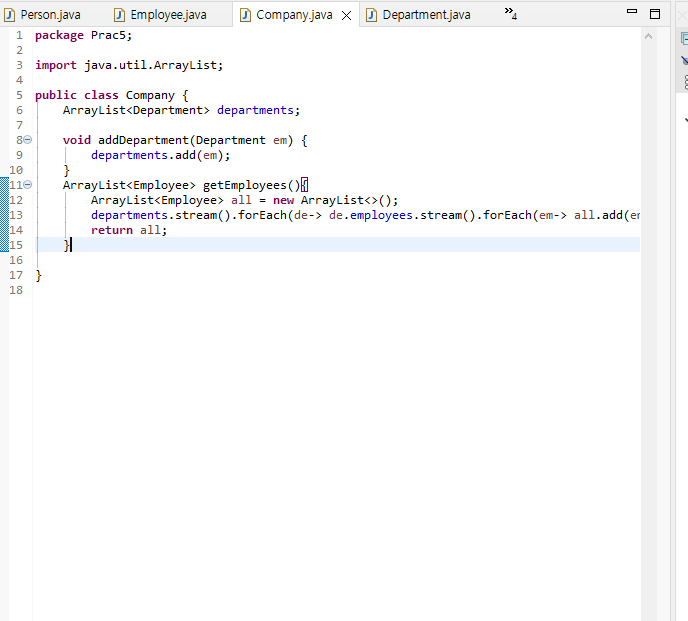 Person.java Employee.java Company.java Department.java »4
1 package Prac5;
2
3 import java.util.ArrayList;
4
5 public class Company {
6 ArrayList<Department> departments;
7
8 void addDepartment(Department em) {
9 departments.add(em);
10 }
11 ArrayList<Employee> getEmployees(){
12 ArrayList<Employee> all = new ArrayList<>();
13 departments.stream().forEach(de-> de.employees.stream().forEach(em-> all.add(
14 return all;
15 }
16
17 }
18